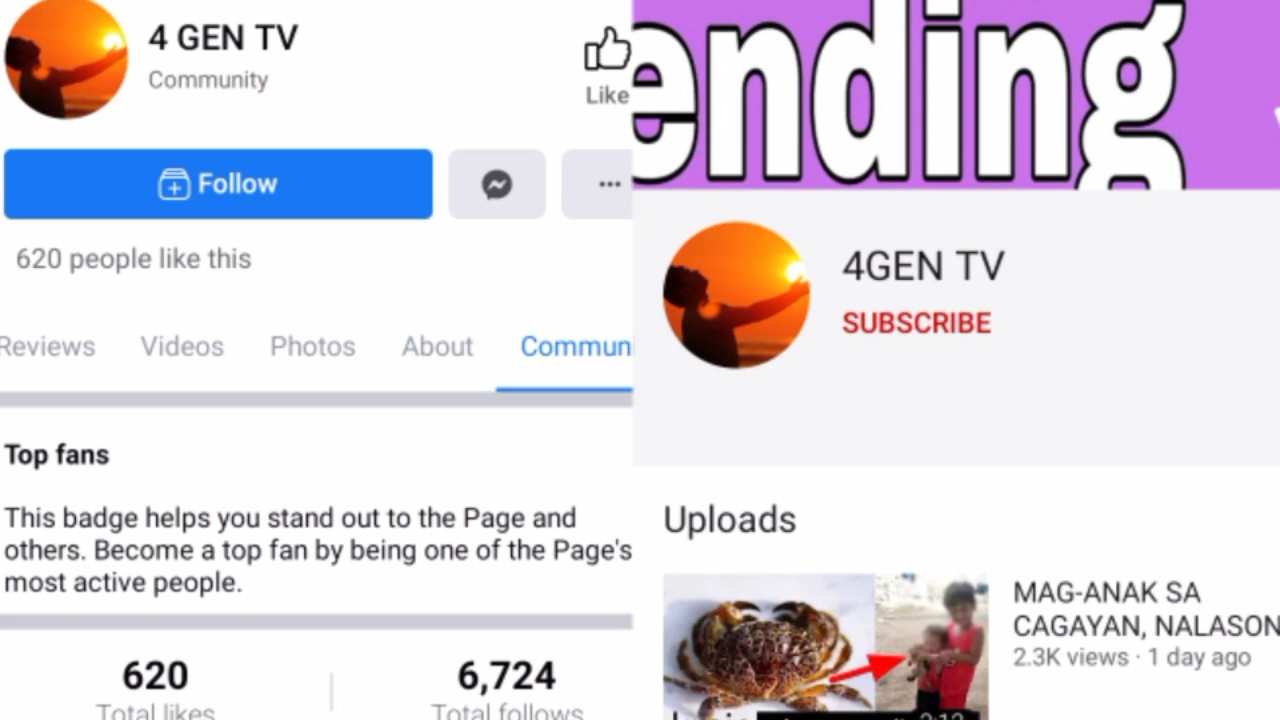 4 GEN TV
Community
Like
Follow
620 people like this
Reviews
Videos
Photos
About
Communi
Top fans
This badge helps you stand out to the Page and
others. Become a top fan by being one of the Page's
most active people.
620
Total likes
6,724
Total follows
ending
4GEN TV
SUBSCRIBE
Uploads
MAG-ANAK SA
CAGAYAN, NALASON
2.3K views · 1 day ago